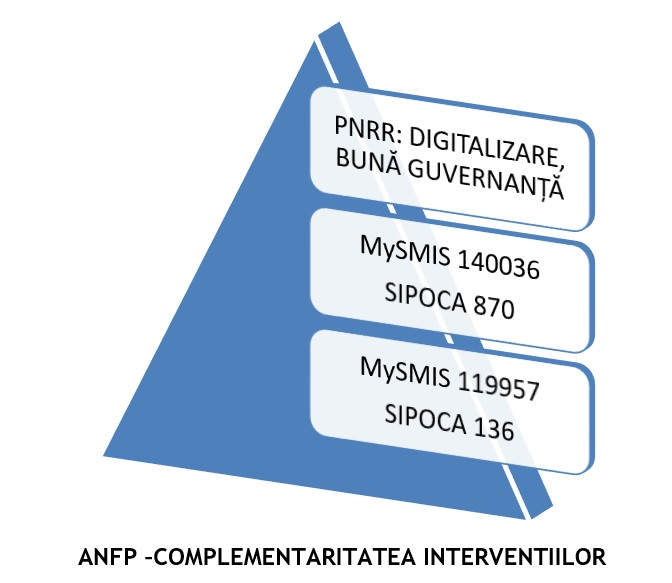 PNRR: DIGITALIZARE,
BUNĂ GUVERNANȚĂ
MySMIS 140036
SIPOCA 870
MySMIS 119957
SIPOCA 136
ANFP –COMPLEMENTARITATEA INTERVENTIILOR